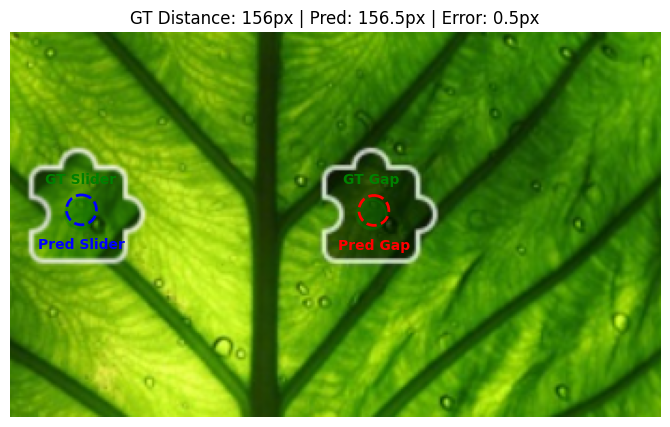 GT Distance: 156px | Pred: 156.5px | Error: 0.5px
GT Slider
GT Gap
Pred Slider
Pred Gap